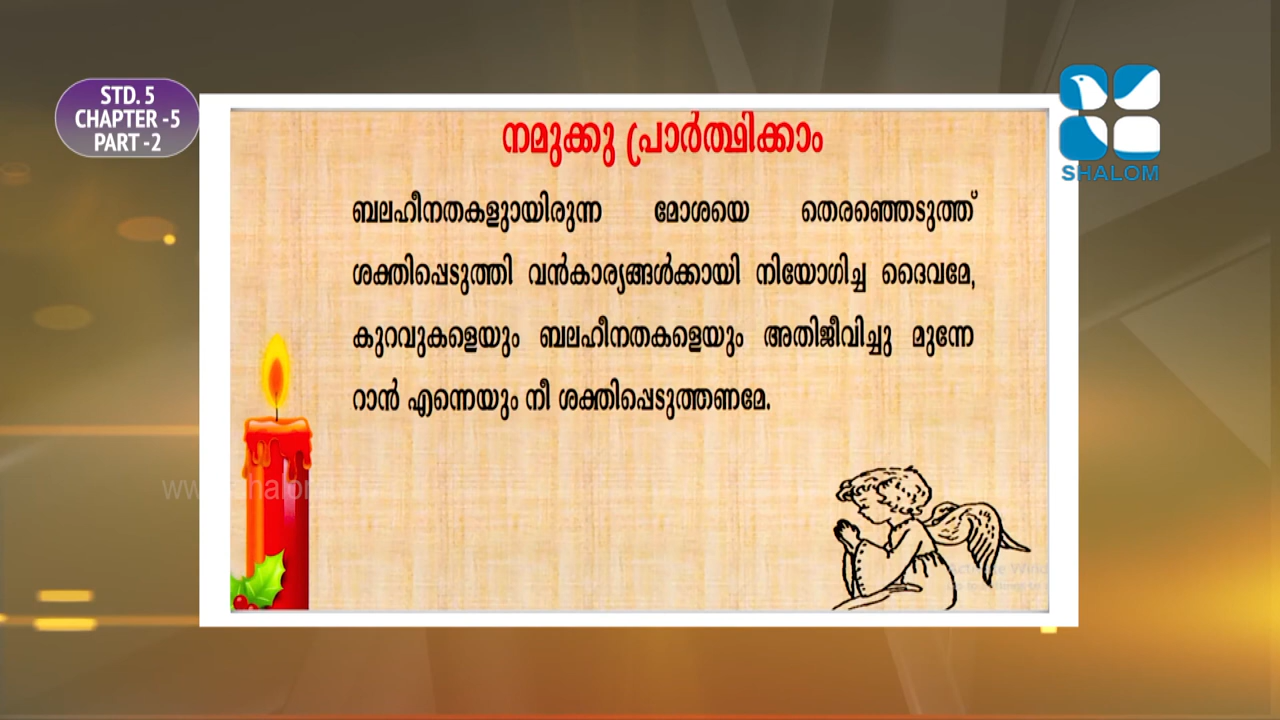 STD. 5
CHAPTER -5
PART -2
SHALOM
നമുക്കു പ്രാർത്ഥിക്കാം
ബലഹീനതകളുായിരുന്ന മോശയെ തെരഞ്ഞെടുത്ത്
ശക്തിപ്പെടുത്തി വൻകാര്യങ്ങൾക്കായി നിയോഗിച്ച ദൈവമേ,
കുറവുകളെയും ബലഹീനതകളെയും അതിജീവിച്ചു മുന്നേ
റാൻ എന്നെയും നീ ശക്തിപ്പെടുത്തണമേ.